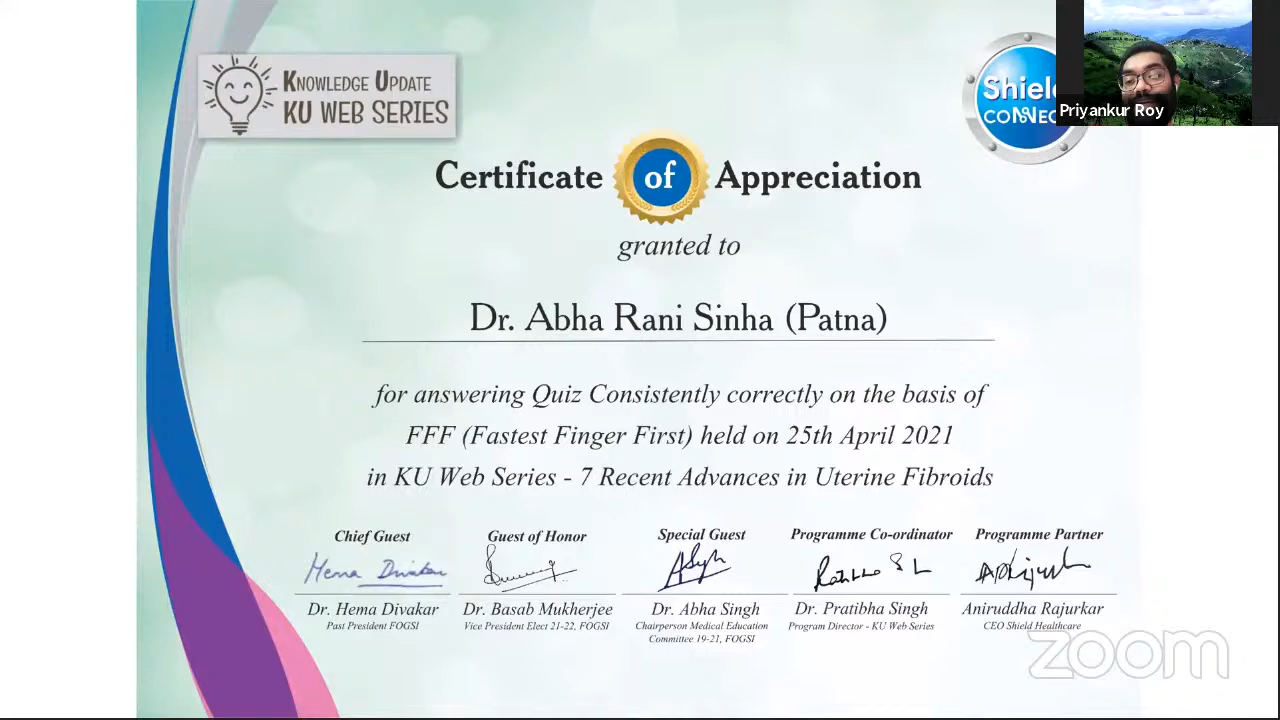 KNOWLEDGE UPDATE
KU WEB SERIES
Shiel
CONNEC
Priyankur Roy
Certificate of Appreciation
granted to
Dr. Abha Rani Sinha (Patna)
for answering Quiz Consistently correctly on the basis of
FFF (Fastest Finger First) held on 25th April 2021
in KU Web Series - 7 Recent Advances in Uterine Fibroids
Chief Guest
Hema Divakar
Dr. Hema Divakar
Past President FOGSI
Guest of Honor
Dr. Basab Mukherjee
Vice President Elect 21-22, FOGSI
Special Guest
Dr. Abha Singh
Chairperson Medical Education
Committee 19-21, FOGSI
Programme Co-ordinator
Dr. Pratibha Singh
Program Director - KU Web Series
Programme Partner
Aniruddha Rajurkar
CEO Shield Healthcare
zoom